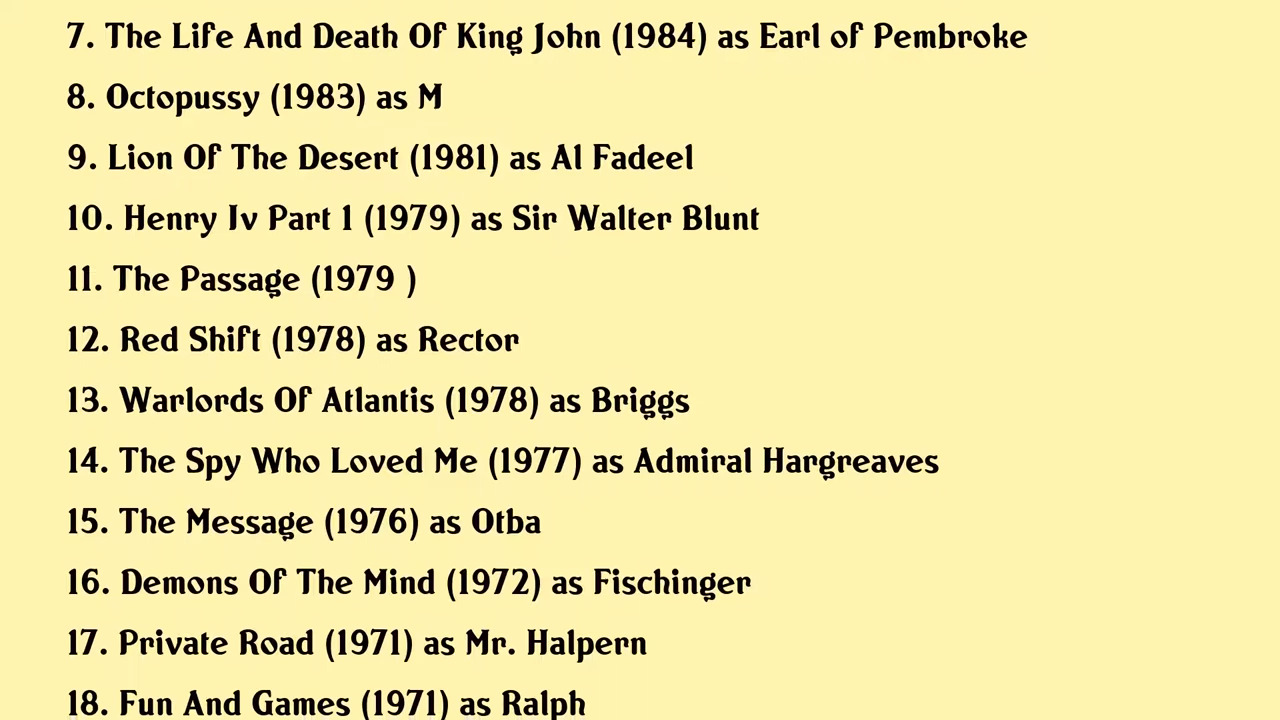 7. The Life And Death Of King John (1984) as Earl of Pembroke
8. Octopussy (1983) as M
9. Lion Of The Desert (1981) as Al Fadeel
10. Henry Iv Part 1 (1979) as Sir Walter Blunt
11. The Passage (1979 )
12. Red Shift (1978) as Rector
13. Warlords Of Atlantis (1978) as Briggs
14. The Spy Who Loved Me (1977) as Admiral Hargreaves
15. The Message (1976) as Otba
16. Demons Of The Mind (1972) as Fischinger
17. Private Road (1971) as Mr. Halpern
18. Fun And Games (1971) as Ralph